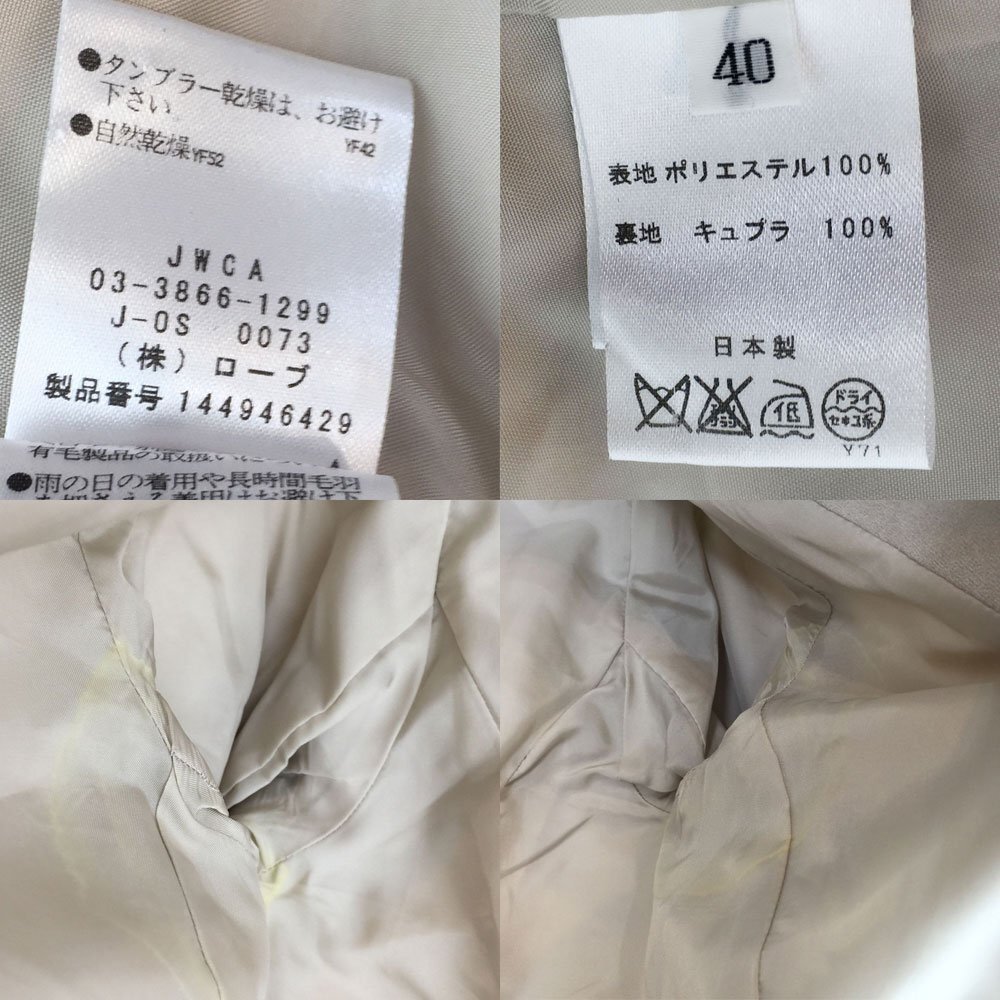 ●タンブラー乾燥は、お避け
下さい
YF42
●自然乾燥YF52
JWCA
03-3866-1299
J-0S 0073
(株)ローブ
製品番号 144946429
●雨の日の着用や長時間毛羽
40
表地 ポリエステル100%
裏地 キュプラ 100%
日本製
低
ドライ
セキユ系
Y71